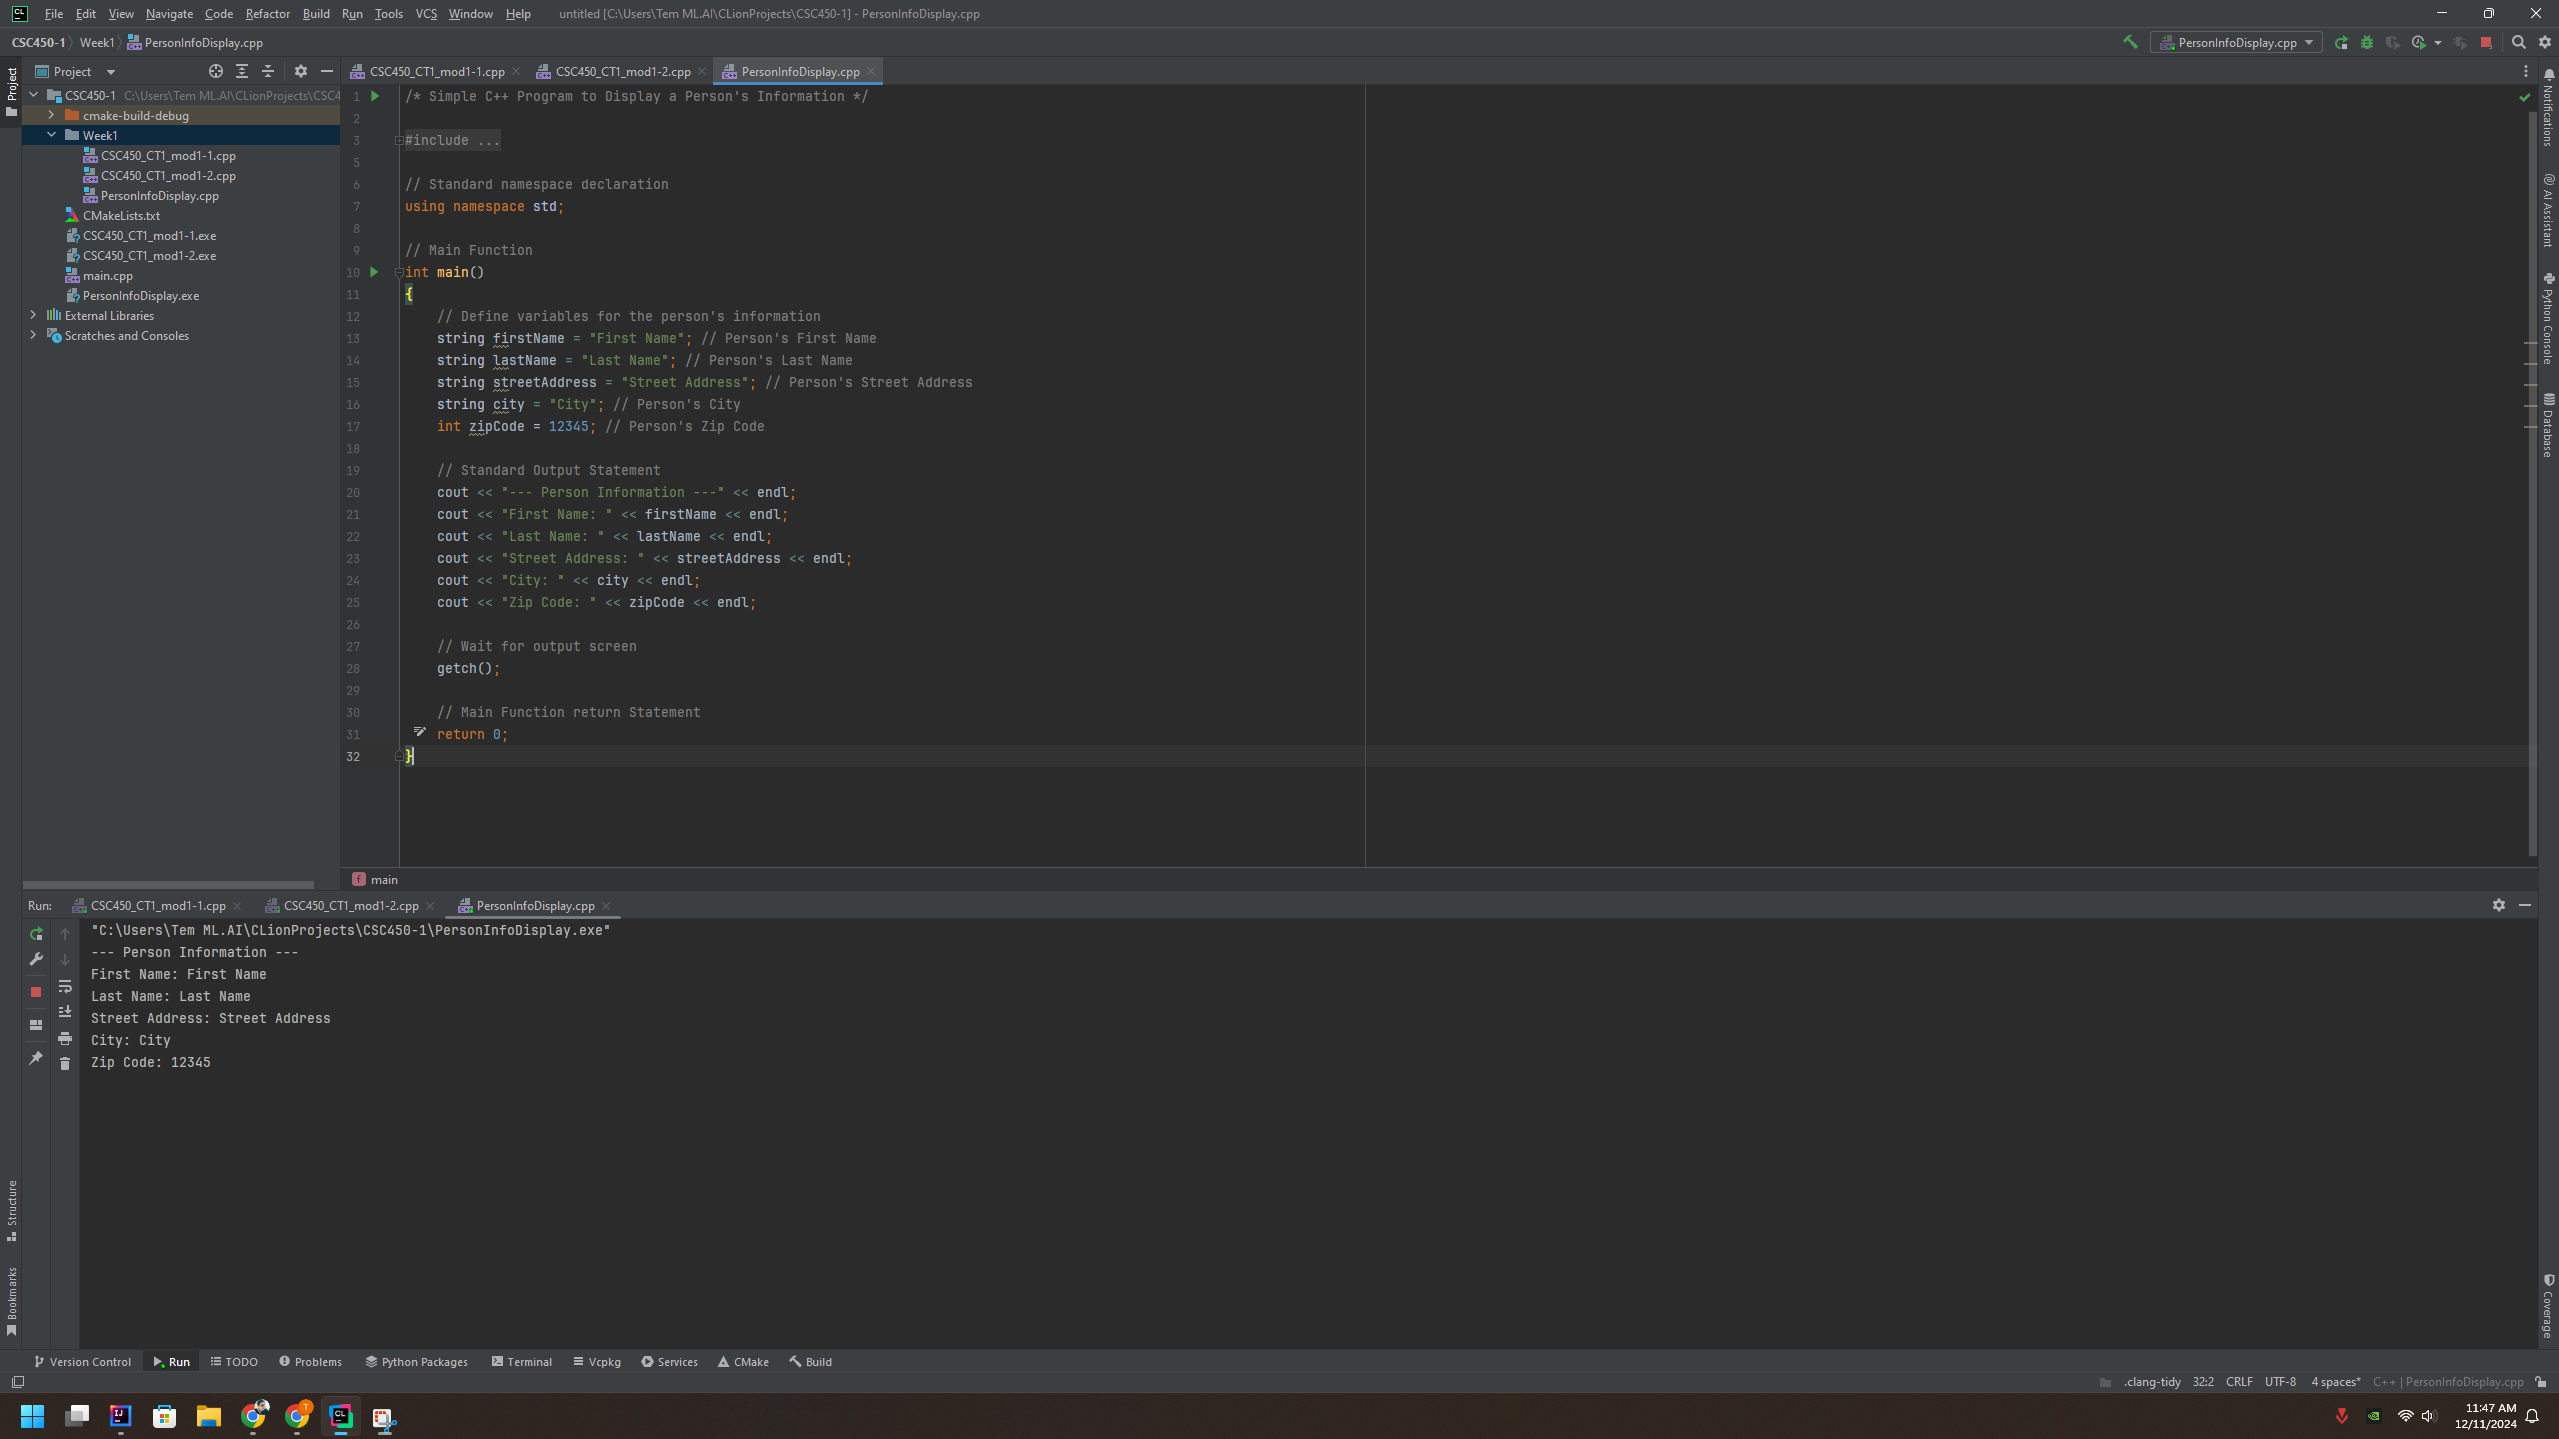 File Edit View Navigate Code Refactor Build Run Tools VCS Window Help untitled [C:\Users\Tem ML.AI\CLionProjects\CSC450-1] - PersonInfoDisplay.cpp
CSC450-1 Week1 PersonInfoDisplay.cpp
PersonInfoDisplay.cpp
Project
CSC450_CT1_mod1-1.cpp CSC450_CT1_mod1-2.cpp PersonInfoDisplay.cpp
CSC450-1 C:\Users\Tem ML.AI\CLionProjects\CSC4
cmake-build-debug
Week1
CSC450_CT1_mod1-1.cpp
CSC450_CT1_mod1-2.cpp
PersonInfoDisplay.cpp
CMakeLists.txt
CSC450_CT1_mod1-1.exe
CSC450_CT1_mod1-2.exe
main.cpp
PersonInfoDisplay.exe
External Libraries
Scratches and Consoles
Project
Structure
Bookmarks
1 /* Simple C++ Program to Display a Person's Information */
2
3 #include ...
5
6 // Standard namespace declaration
7 using namespace std;
8
9 // Main Function
10 int main()
11 {
12 // Define variables for the person's information
13 string firstName = "First Name"; // Person's First Name
14 string lastName = "Last Name"; // Person's Last Name
15 string streetAddress = "Street Address"; // Person's Street Address
16 string city = "City"; // Person's City
17 int zipCode = 12345; // Person's Zip Code
18
19 // Standard Output Statement
20 cout << "--- Person Information ---" << endl;
21 cout << "First Name: " << firstName << endl;
22 cout << "Last Name: " << lastName << endl;
23 cout << "Street Address: " << streetAddress << endl;
24 cout << "City: " << city << endl;
25 cout << "Zip Code: " << zipCode << endl;
26
27 // Wait for output screen
28 getch();
29
30 // Main Function return Statement
31 return 0;
32 }
f main
Notifications
AI Assistant
Python Console
Database
Coverage
Run: CSC450_CT1_mod1-1.cpp CSC450_CT1_mod1-2.cpp PersonInfoDisplay.cpp
"C:\Users\Tem ML.AI\CLionProjects\CSC450-1\PersonInfoDisplay.exe"
--- Person Information ---
First Name: First Name
Last Name: Last Name
Street Address: Street Address
City: City
Zip Code: 12345
Version Control Run TODO Problems Python Packages Terminal Vcpkg Services CMake Build
.clang-tidy 32:2 CRLF UTF-8 4 spaces* C++ | PersonInfoDisplay.cpp
11:47 AM
12/11/2024